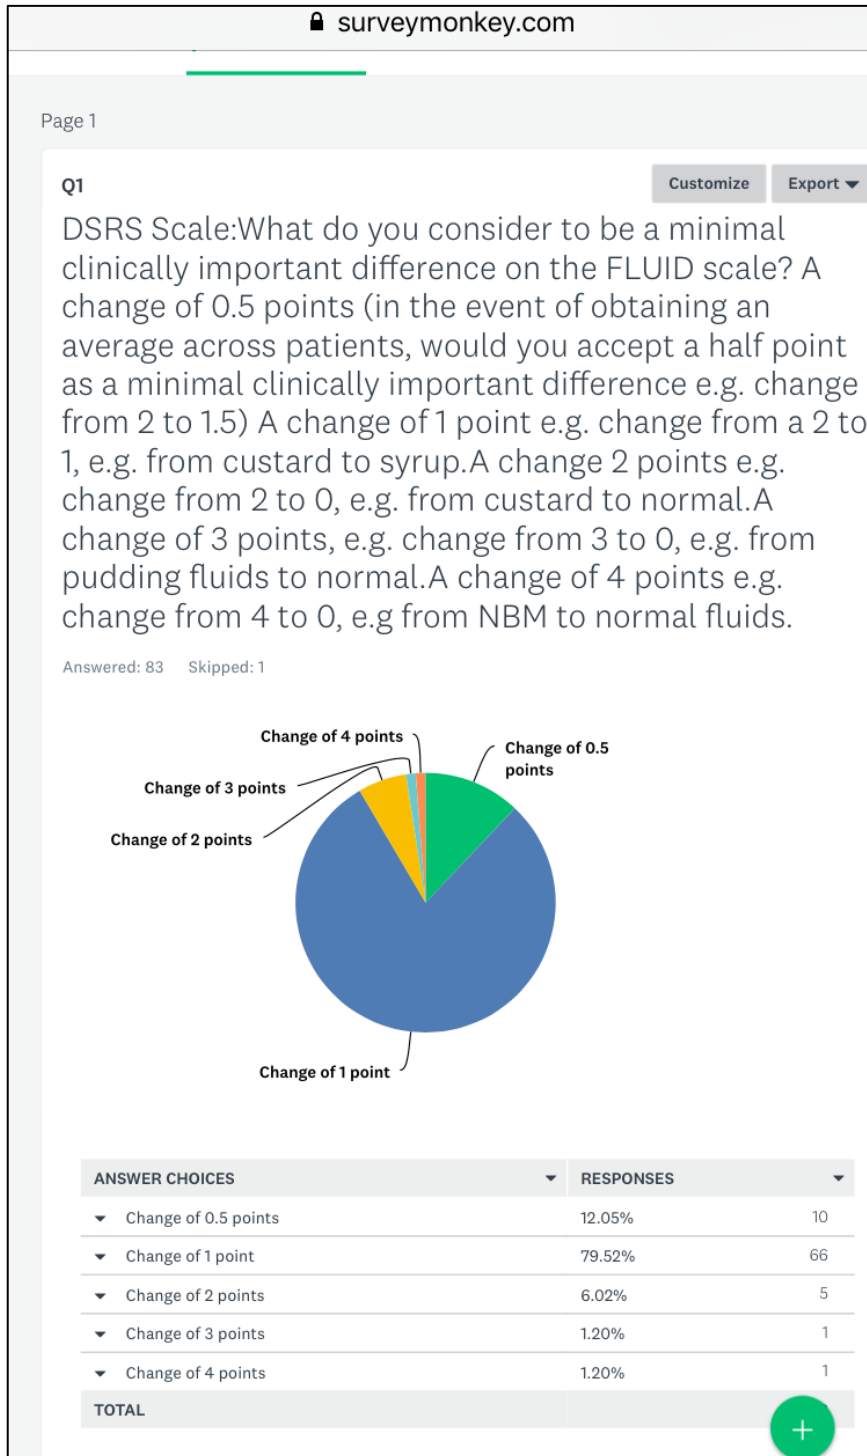 surveymonkey.com
Page 1
Q1
Customize
Export
DSRS Scale:What do you consider to be a minimal
clinically important difference on the FLUID scale? A
change of 0.5 points (in the event of obtaining an
average across patients, would you accept a half point
as a minimal clinically important difference e.g. change
from 2 to 1.5) A change of 1 point e.g. change from a 2 to
1, e.g. from custard to syrup.A change 2 points e.g.
change from 2 to 0, e.g. from custard to normal.A
change of 3 points, e.g. change from 3 to 0, e.g. from
pudding fluids to normal.A change of 4 points e.g.
change from 4 to 0, e.g from NBM to normal fluids.
Answered: 83 Skipped: 1
Change of 4 points
Change of 0.5
points
Change of 3 points
Change of 2 points
Change of 1 point
ANSWER CHOICES RESPONSES
Change of 0.5 points 12.05% 10
Change of 1 point 79.52% 66
Change of 2 points 6.02% 5
Change of 3 points 1.20% 1
Change of 4 points 1.20% 1
TOTAL
+